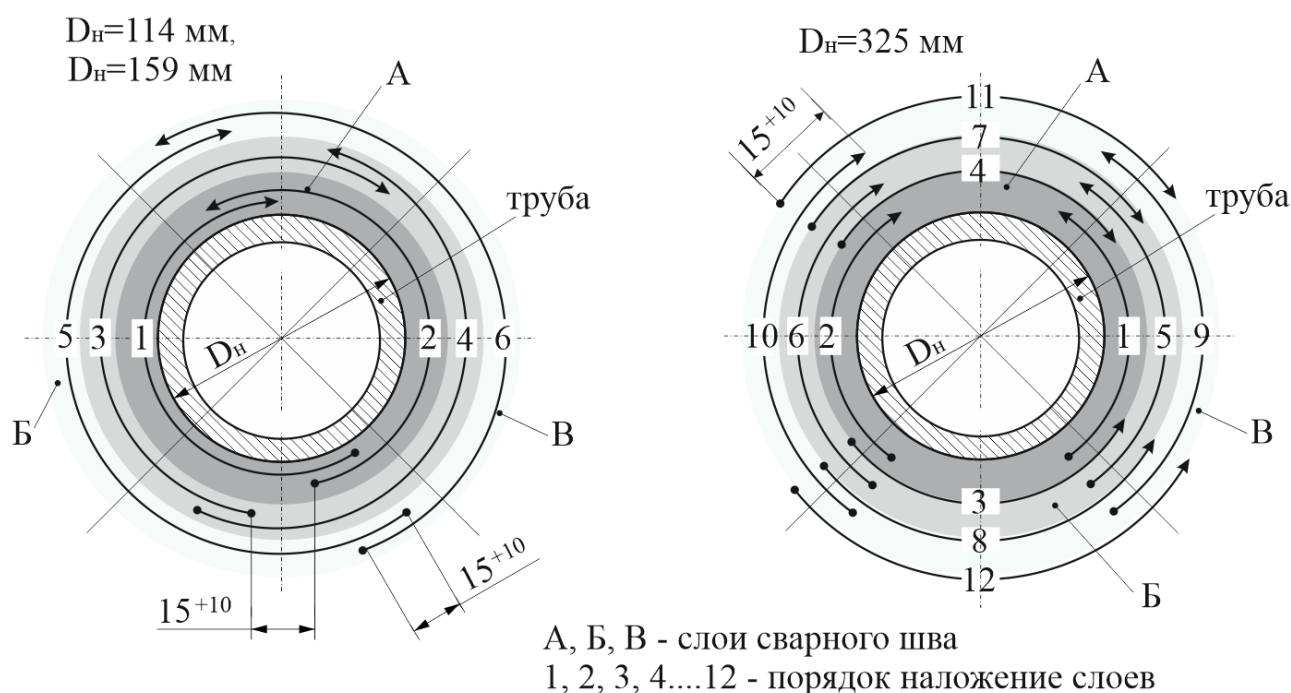 Dн=114 мм,
Dн=159 мм
А
труба
5
3
1
2
4
6
Dн
Б
В
15+10
15+10
Dн=325 мм
А
11
7
4
15+10
труба
10
6
2
1
5
9
Dн
В
3
8
12
Б
А, Б, В - слои сварного шва
1, 2, 3, 4....12 - порядок наложение слоев